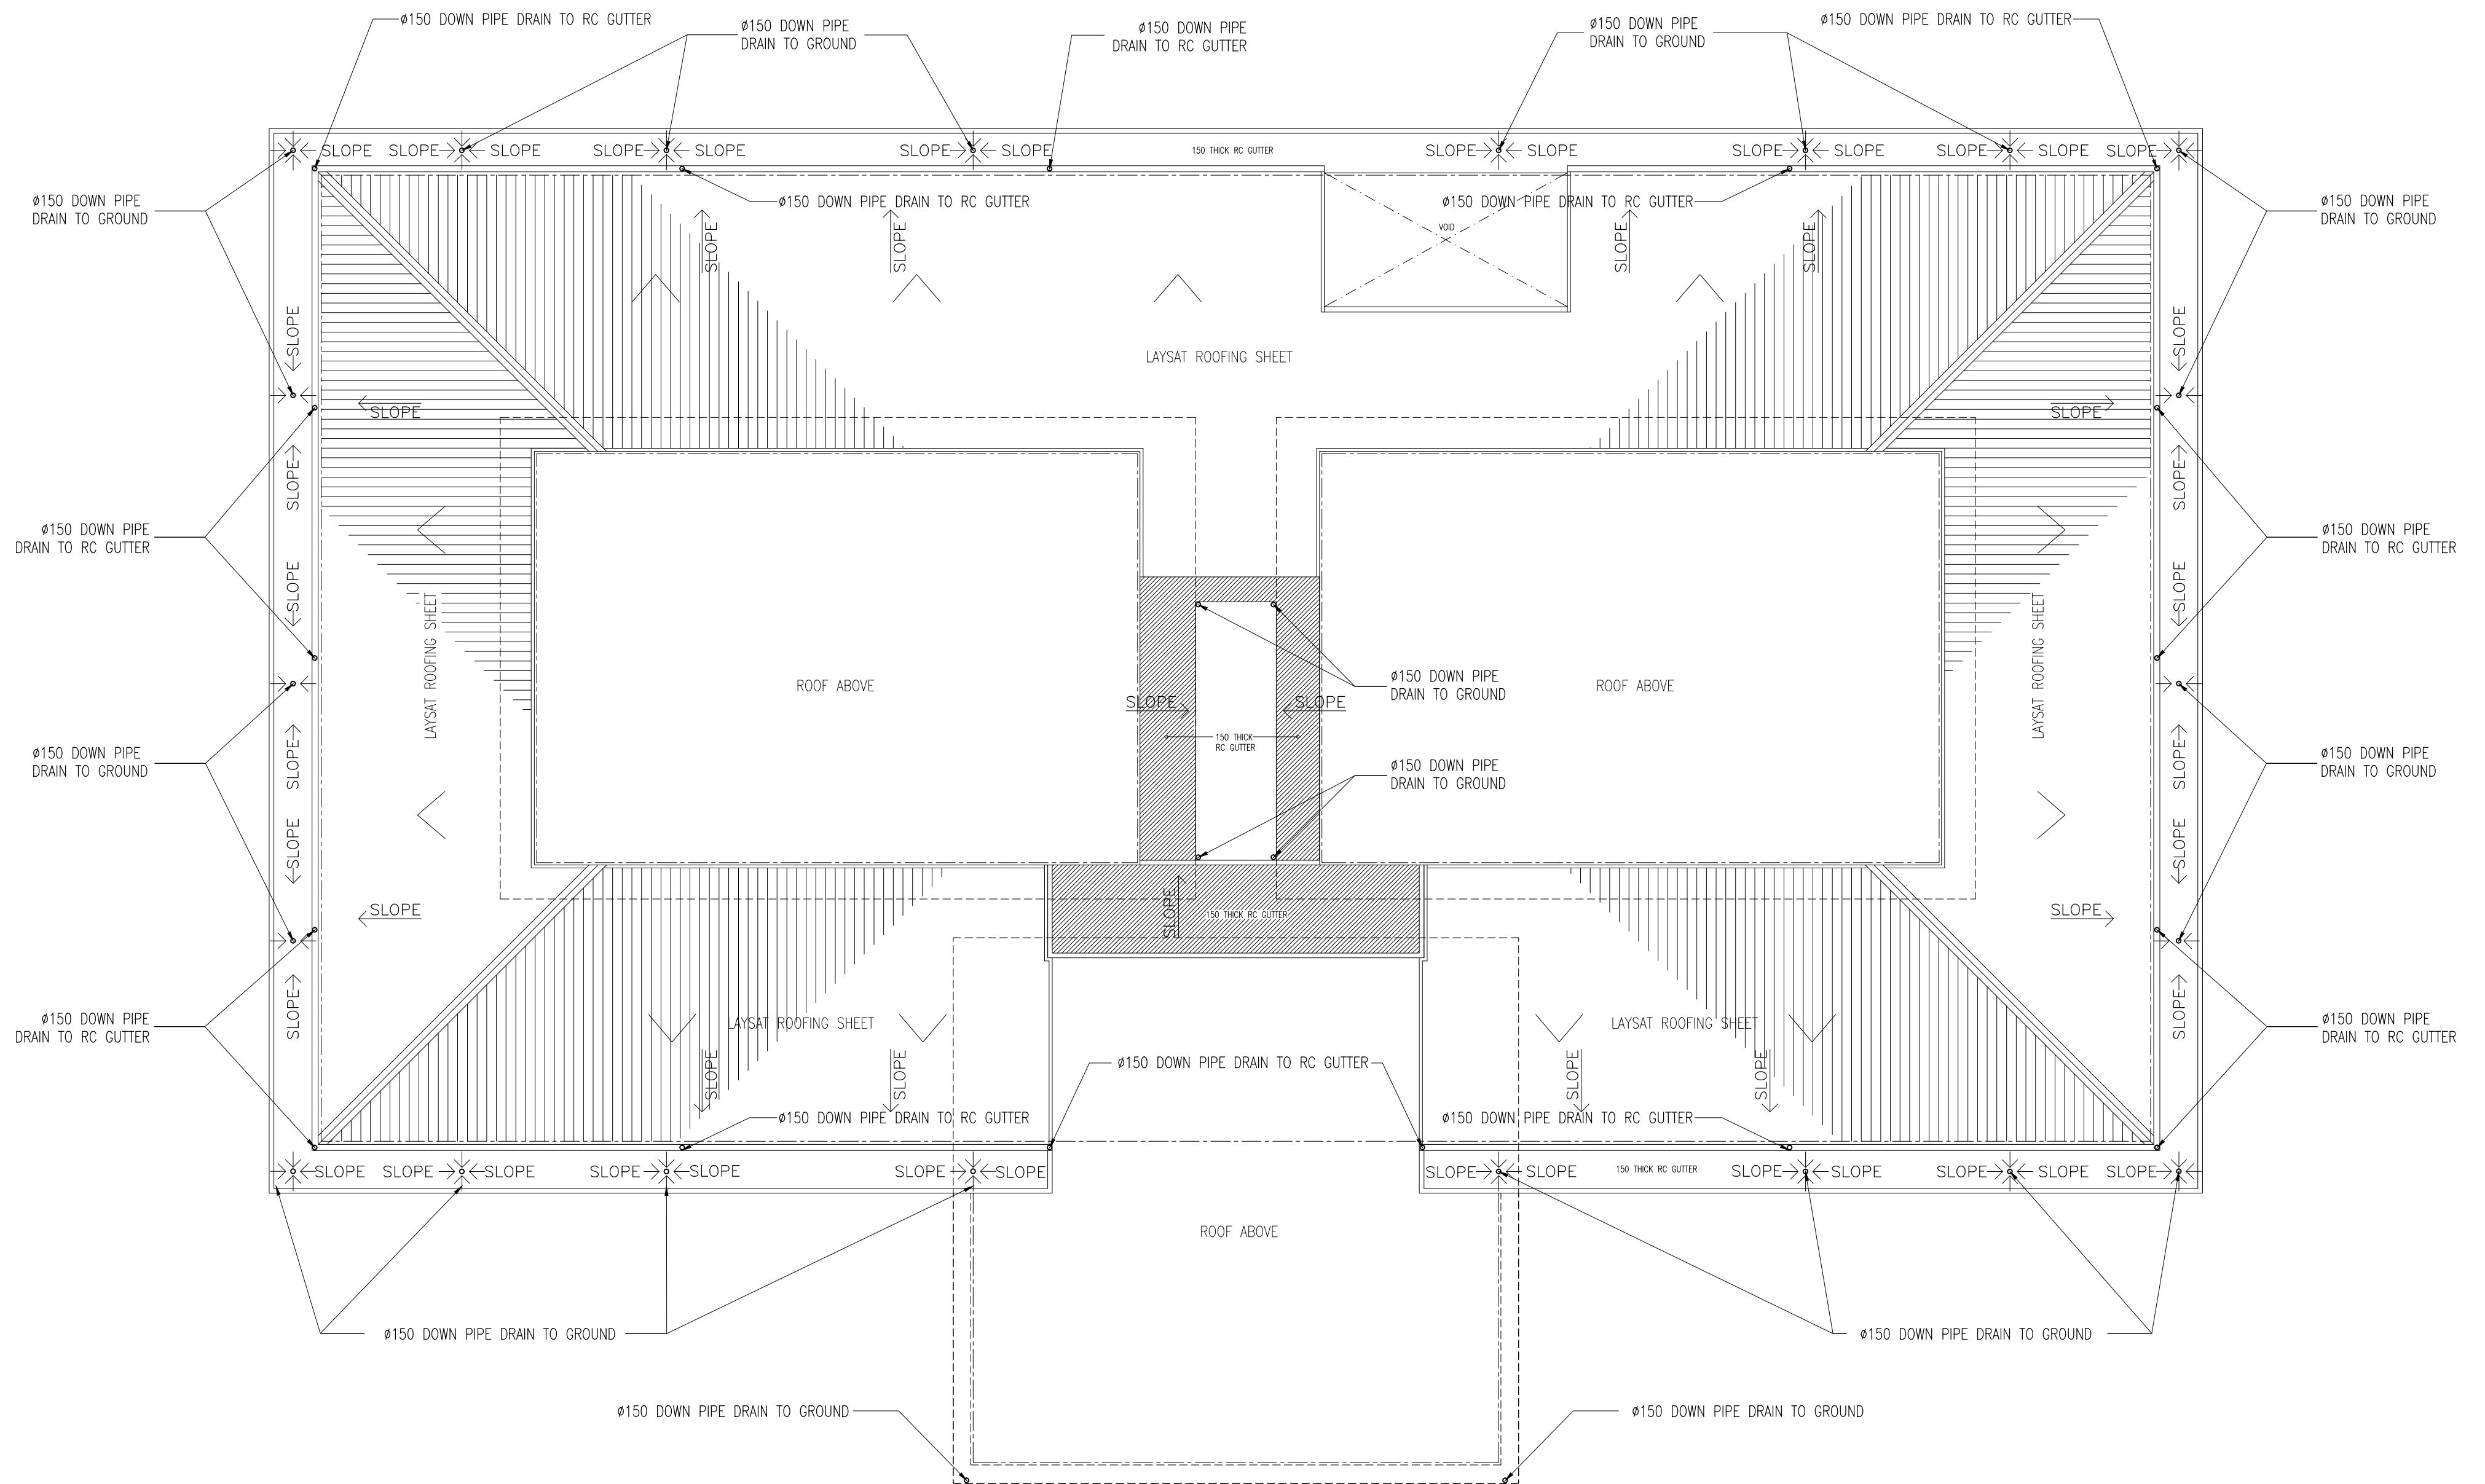 ø150 DOWN PIPE DRAIN TO RC GUTTER
ø150 DOWN PIPE
DRAIN TO GROUND
ø150 DOWN PIPE
DRAIN TO RC GUTTER
ø150 DOWN PIPE
DRAIN TO GROUND
ø150 DOWN PIPE DRAIN TO RC GUTTER
SLOPE
SLOPE
SLOPE
SLOPE
SLOPE
SLOPE
SLOPE
150 THICK RC GUTTER
SLOPE
SLOPE
SLOPE
SLOPE
SLOPE
SLOPE
SLOPE
ø150 DOWN PIPE
DRAIN TO GROUND
ø150 DOWN PIPE DRAIN TO RC GUTTER
ø150 DOWN PIPE DRAIN TO RC GUTTER
ø150 DOWN PIPE
DRAIN TO GROUND
SLOPE
SLOPE
VOID
SLOPE
SLOPE
SLOPE
SLOPE
LAYSAT ROOFING SHEET
SLOPE
SLOPE
SLOPE
SLOPE
ø150 DOWN PIPE
DRAIN TO RC GUTTER
ø150 DOWN PIPE
DRAIN TO RC GUTTER
SLOPE
SLOPE
LAYSAT ROOFING SHEET
LAYSAT ROOFING SHEET
ROOF ABOVE
ø150 DOWN PIPE
DRAIN TO GROUND
ROOF ABOVE
SLOPE
SLOPE
150 THICK
RC GUTTER
ø150 DOWN PIPE
DRAIN TO GROUND
SLOPE
SLOPE
ø150 DOWN PIPE
DRAIN TO GROUND
ø150 DOWN PIPE
DRAIN TO GROUND
SLOPE
SLOPE
SLOPE
SLOPE
SLOPE
150 THICK RC GUTTER
ø150 DOWN PIPE
DRAIN TO RC GUTTER
SLOPE
LAYSAT ROOFING SHEET
LAYSAT ROOFING SHEET
SLOPE
ø150 DOWN PIPE
DRAIN TO RC GUTTER
SLOPE
SLOPE
ø150 DOWN PIPE DRAIN TO RC GUTTER
SLOPE
SLOPE
ø150 DOWN PIPE DRAIN TO RC GUTTER
ø150 DOWN PIPE DRAIN TO RC GUTTER
SLOPE
SLOPE
SLOPE
SLOPE
SLOPE
SLOPE
SLOPE
SLOPE
SLOPE
150 THICK RC GUTTER
SLOPE
SLOPE
SLOPE
SLOPE
SLOPE
ROOF ABOVE
ø150 DOWN PIPE DRAIN TO GROUND
ø150 DOWN PIPE DRAIN TO GROUND
ø150 DOWN PIPE DRAIN TO GROUND
ø150 DOWN PIPE DRAIN TO GROUND